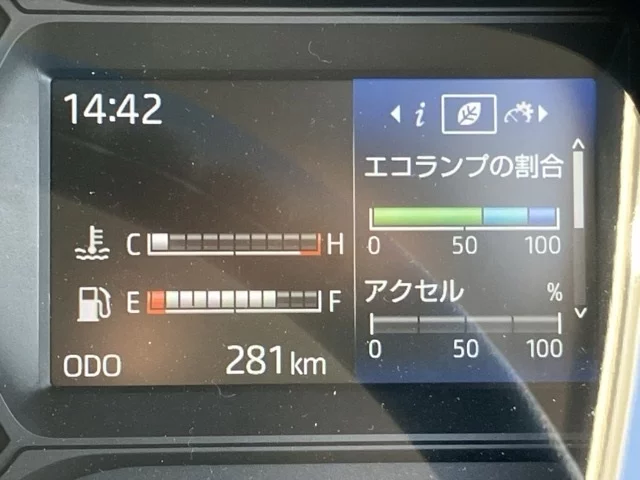 14:42
i
エコランプの割合
0 50 100
C H
アクセル %
E F
0 50 100
ODO 281km